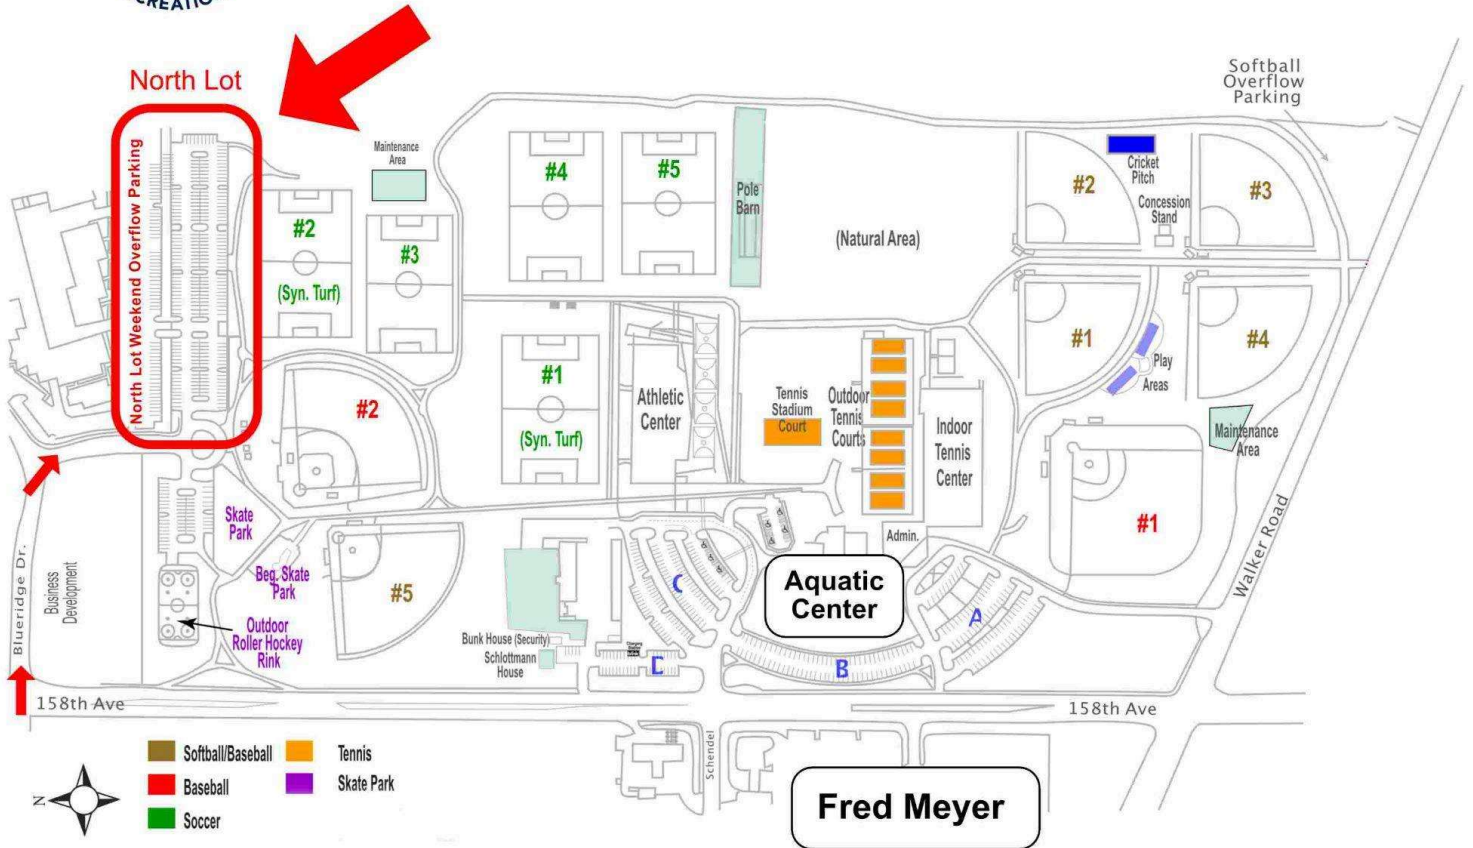 North Lot
North Lot Weekend Overflow Parking
Maintenance
Area
#2
(Syn. Turf)
#3
#4
#5
Pole
Barn
(Natural Area)
Softball
Overflow
Parking
#2
Cricket
Pitch
Concession
Stand
#3
#1
Play
Areas
#4
Maintenance
Area
#1
Walker Road
#2
#1
(Syn. Turf)
Athletic
Center
Tennis
Stadium
Court
Outdoor
Tennis
Courts
Indoor
Tennis
Center
Admin.
Aquatic
Center
A
B
C
D
Skate
Park
Beg. Skate
Park
Outdoor
Roller Hockey
Rink
#5
Bunk House (Security)
Schlottmann
House
Blueridge Dr.
Business
Development
158th Ave
158th Ave
Schendel
Fred Meyer
N
Softball/Baseball
Baseball
Soccer
Tennis
Skate Park